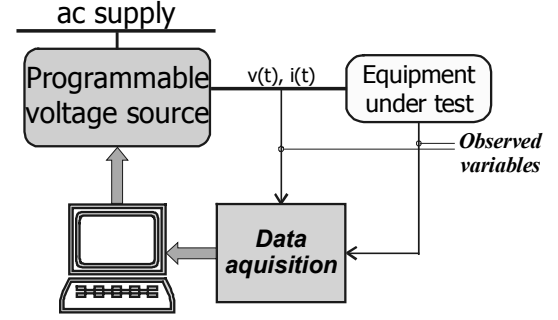 ac supply
Programmable
voltage source
v(t), i(t)
Equipment
under test
Observed
variables
Data
aquisition